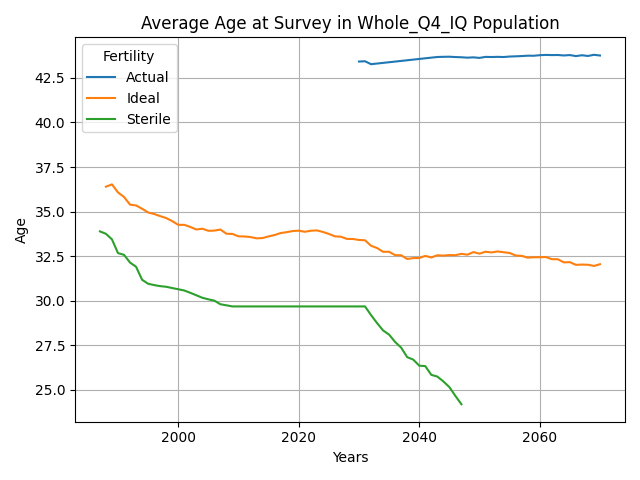 Average Age at Survey in Whole_Q4_IQ Population
Fertility
Actual
Ideal
Sterile
42.5
40.0
37.5
35.0
32.5
30.0
27.5
25.0
Age
2000
2020
2040
2060
Years